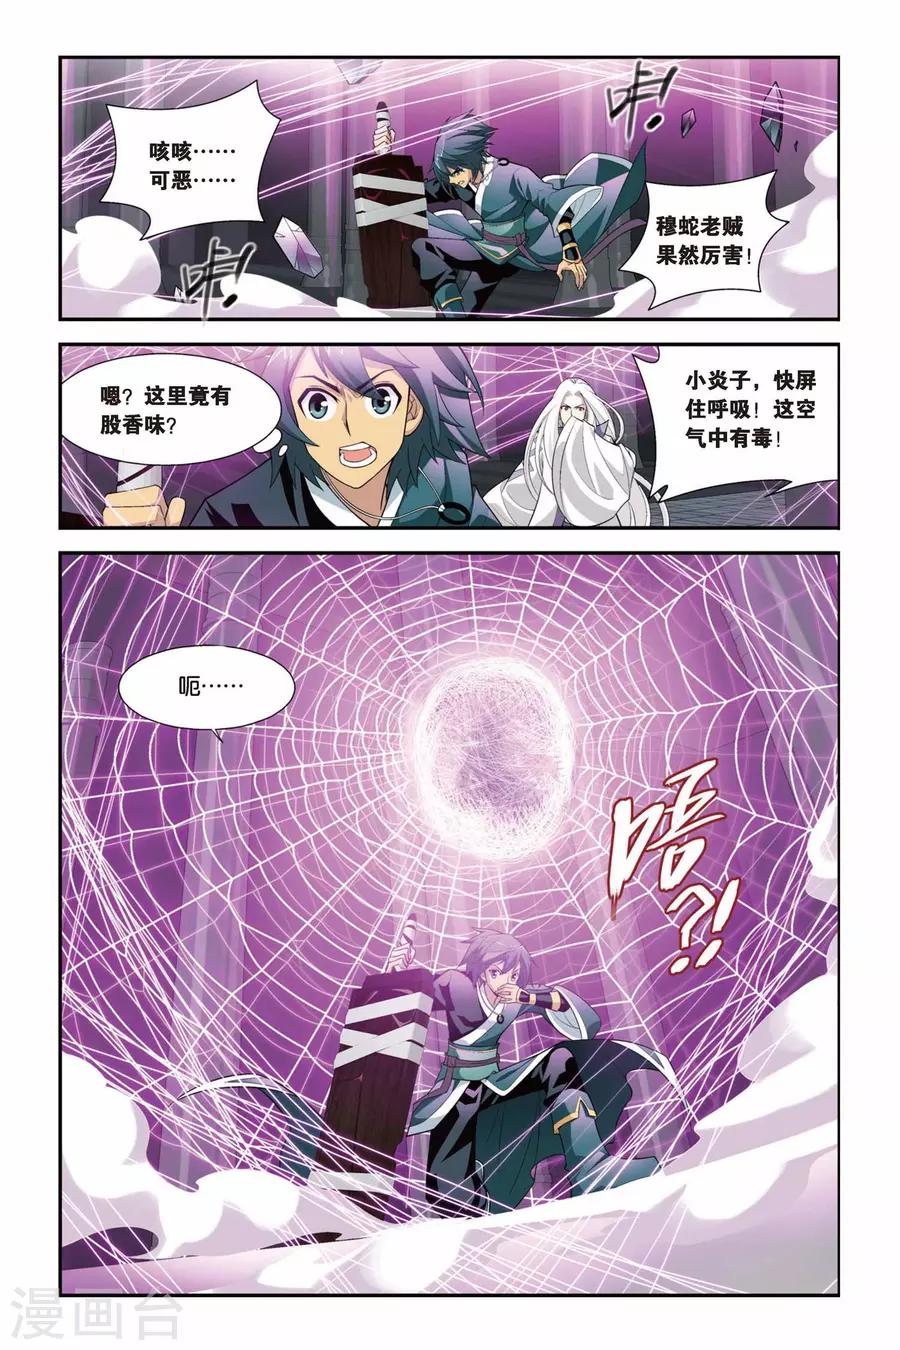 咳咳……
可恶……
咔！
咔！
穆蛇老贼
果然厉害！
嗯？这里竟有
股香味？
小炎子，快屏
住呼吸！这空
气中有毒！
呃……
唔?!
漫画台